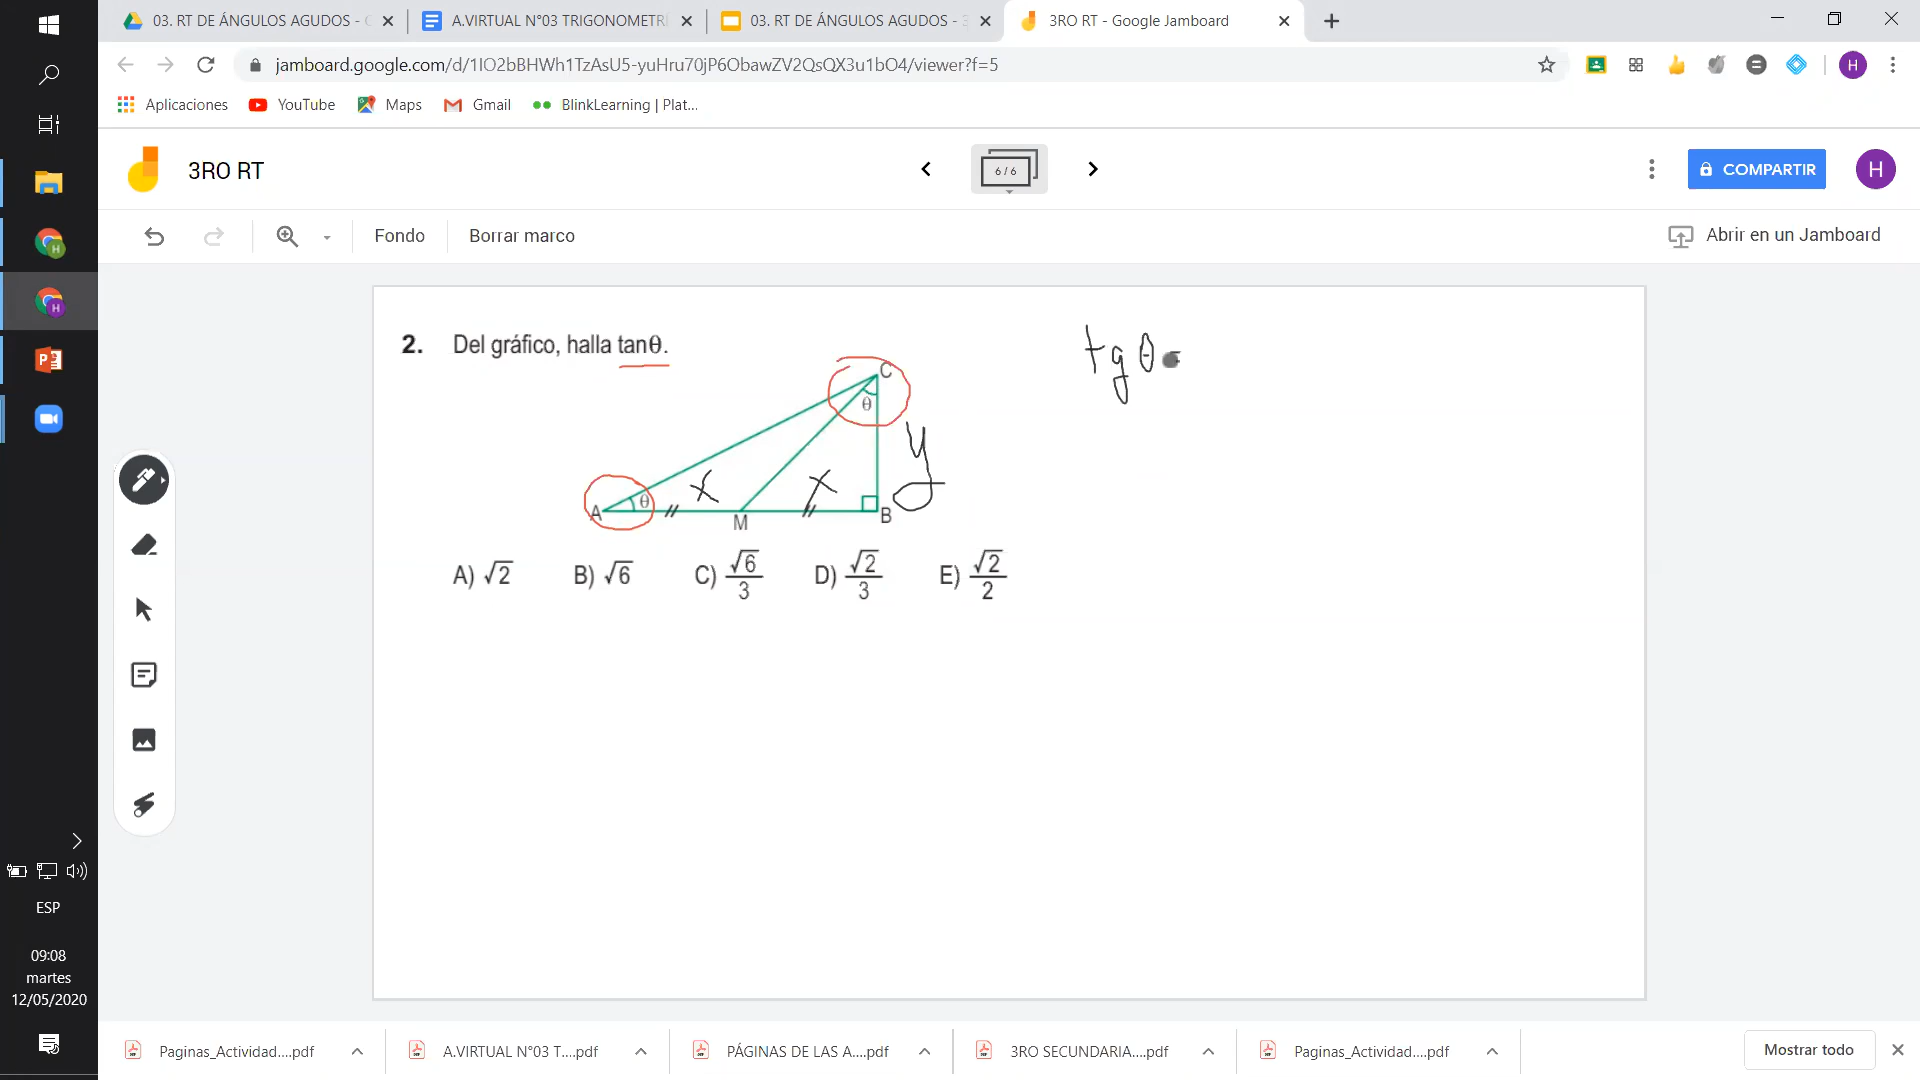 03. RT DE ÁNGULOS AGUDOS -
A.VIRTUAL N°03 TRIGONOMETRI
03. RT DE ÁNGULOS AGUDOS - 3
3RO RT - Google Jamboard
jamboard.google.com/d/1IO2bBHWh1TzAsU5-yuHru70jP6ObawZV2QsQX3u1bO4/viewer?f=5
H
Aplicaciones YouTube Maps Gmail BlinkLearning | Plat...
3RO RT
6 / 6
COMPARTIR
H
Fondo Borrar marco
Abrir en un Jamboard
2. Del gráfico, halla tanθ.
tg θ =
C
θ
y
x x
A θ M B
A) √2 B) √6 C) √6/3 D) √2/3 E) √2/2
ESP
09:08
martes
12/05/2020
Paginas_Actividad....pdf
A.VIRTUAL N°03 T....pdf
PÁGINAS DE LAS A....pdf
3RO SECUNDARIA....pdf
Paginas_Actividad....pdf
Mostrar todo